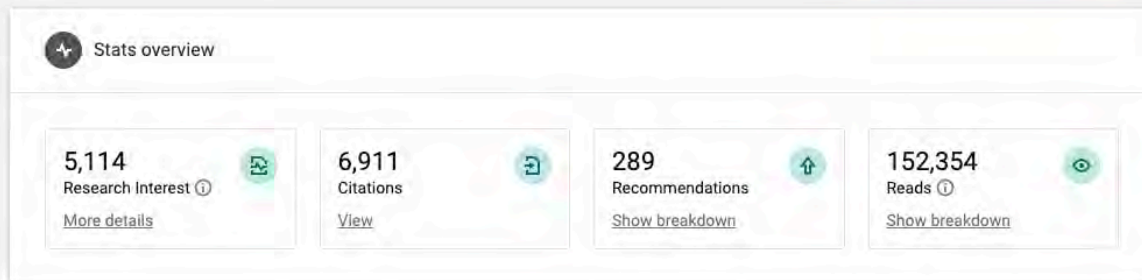 Stats overview
5,114
Research Interest
More details
6,911
Citations
View
289
Recommendations
Show breakdown
152,354
Reads
Show breakdown